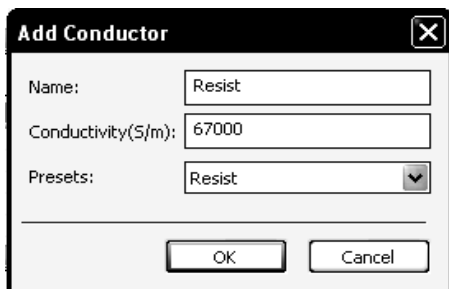 Add Conductor
Name: Resist
Conductivity(S/m): 67000
Presets: Resist
OK Cancel